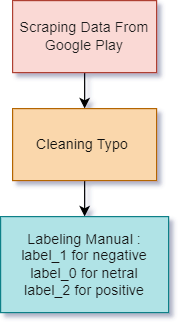 Scraping Data From
Google Play
Cleaning Typo
Labeling Manual :
label_1 for negative
label_0 for netral
label_2 for positive